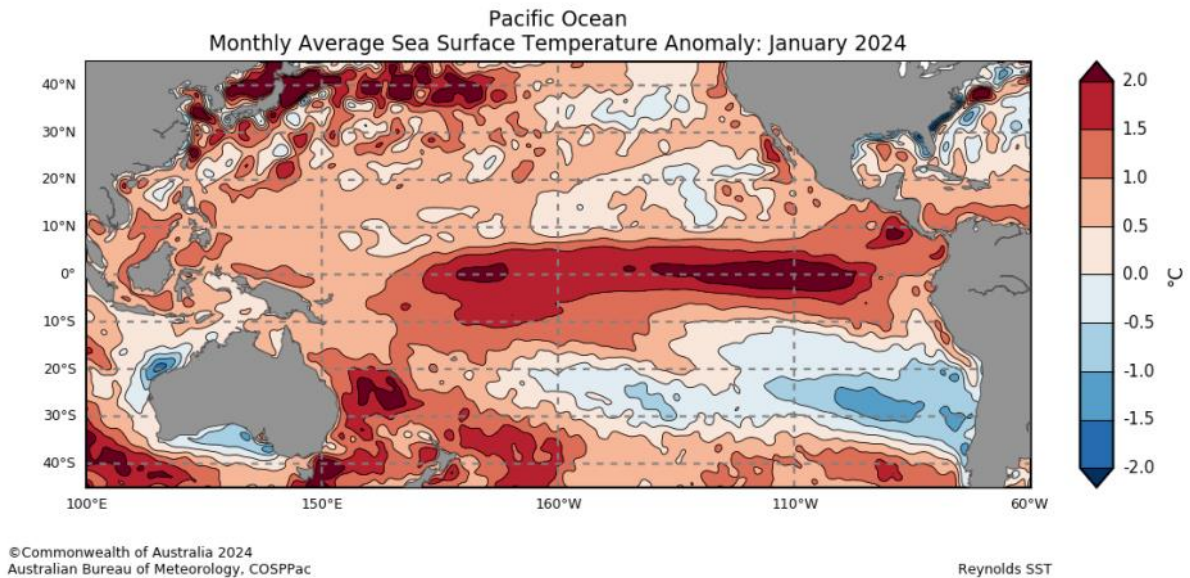 Pacific Ocean
Monthly Average Sea Surface Temperature Anomaly: January 2024
40°N
30°N
20°N
10°N
0°
10°S
20°S
30°S
40°S
100°E
150°E
160°W
110°W
60°W
2.0
1.5
1.0
0.5
0.0
-0.5
-1.0
-1.5
-2.0
°C
©Commonwealth of Australia 2024
Australian Bureau of Meteorology, COSPPac
Reynolds SST